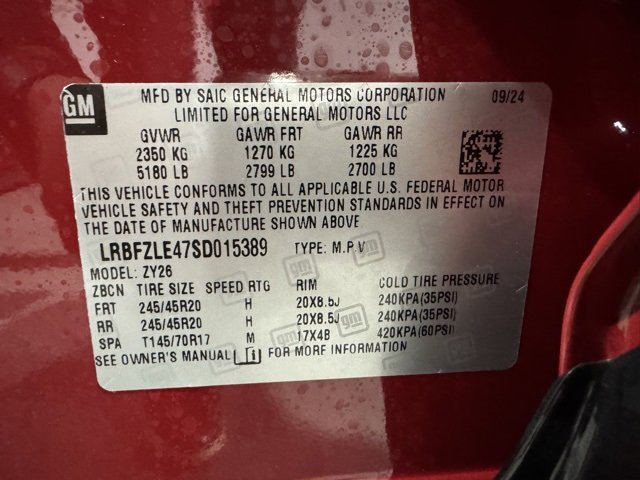 GM
MFD BY SAIC GENERAL MOTORS CORPORATION 09/24
LIMITED FOR GENERAL MOTORS LLC
GVWR GAWR FRT GAWR RR
2350 KG 1270 KG 1225 KG
5180 LB 2799 LB 2700 LB
THIS VEHICLE CONFORMS TO ALL APPLICABLE U.S. FEDERAL MOTOR
VEHICLE SAFETY AND THEFT PREVENTION STANDARDS IN EFFECT ON
THE DATE OF MANUFACTURE SHOWN ABOVE
LRBFZLE47SD015389 TYPE: M.P.V
MODEL: ZY26
ZBCN TIRE SIZE SPEED RTG RIM COLD TIRE PRESSURE
FRT 245/45R20 H 20X8.5J 240KPA(35PSI)
RR 245/45R20 H 20X8.5J 240KPA(35PSI)
SPA T145/70R17 M 17X4B 420KPA(60PSI)
SEE OWNER'S MANUAL i FOR MORE INFORMATION